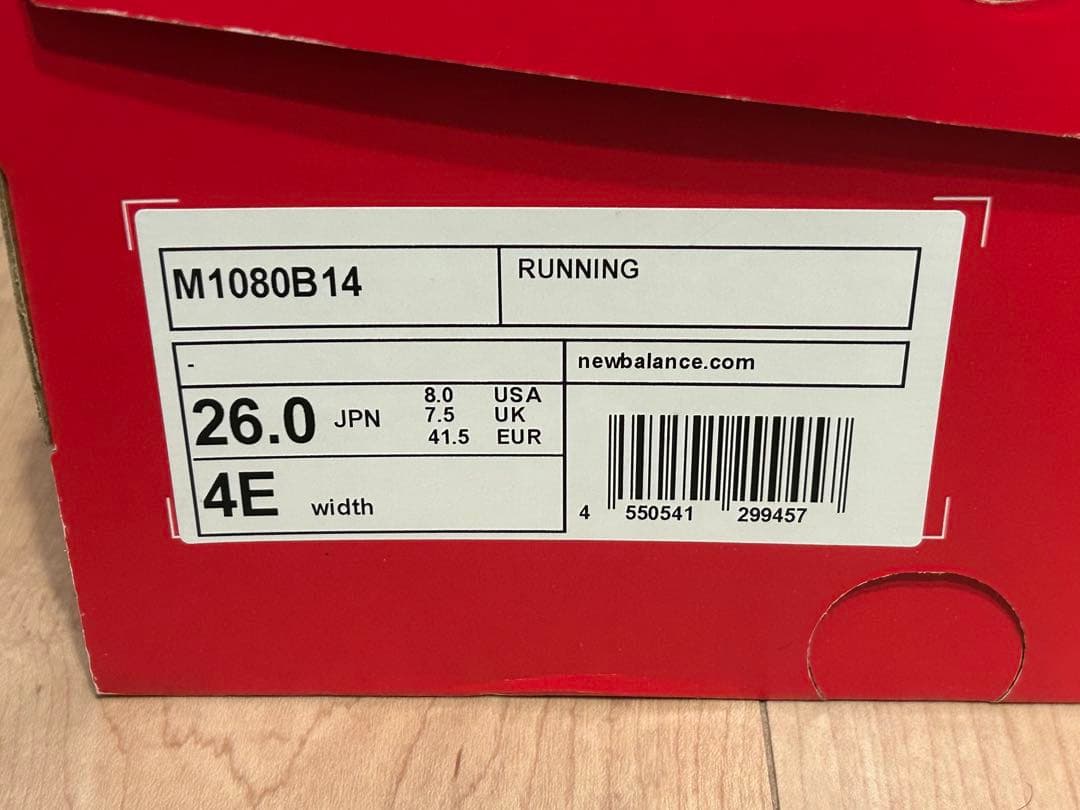 M1080B14
RUNNING
-
newbalance.com
26.0 JPN
8.0 USA
7.5 UK
41.5 EUR
4E width
4 550541 299457